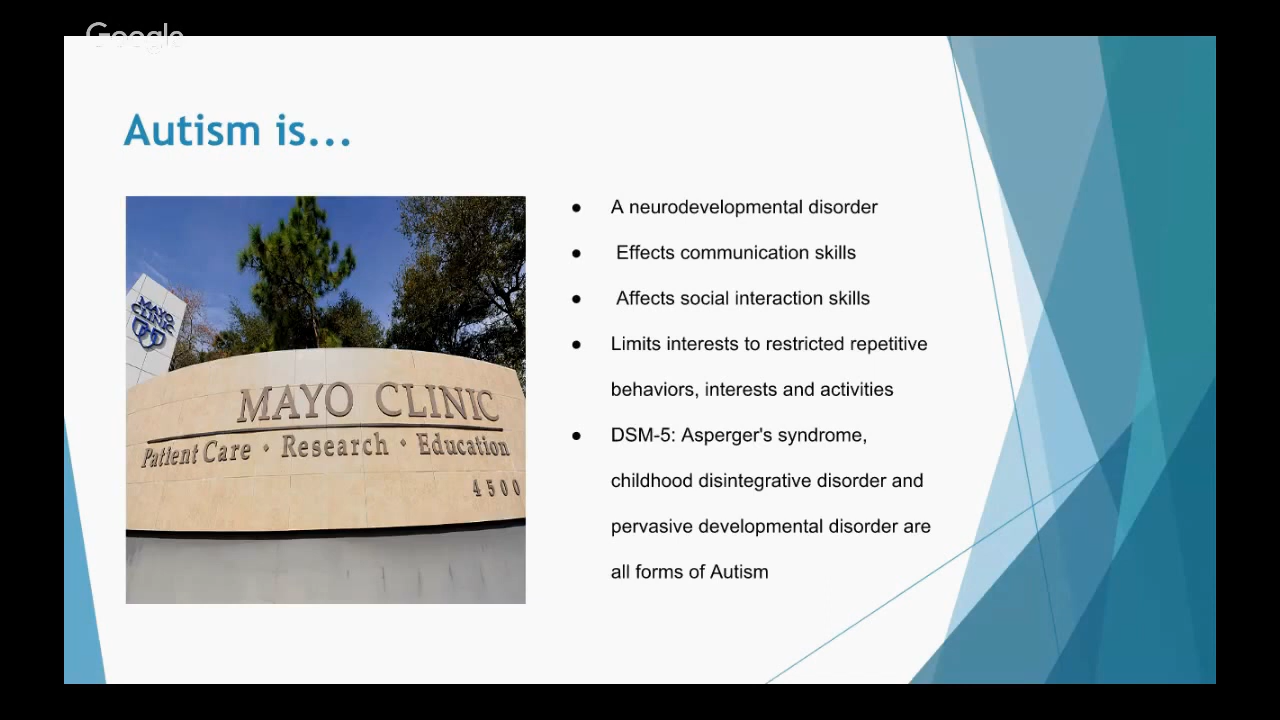 Google
Autism is...
MAYO
CLINIC
MAYO CLINIC
Patient Care · Research · Education
4500
● A neurodevelopmental disorder
● Effects communication skills
● Affects social interaction skills
● Limits interests to restricted repetitive
behaviors, interests and activities
● DSM-5: Asperger's syndrome,
childhood disintegrative disorder and
pervasive developmental disorder are
all forms of Autism